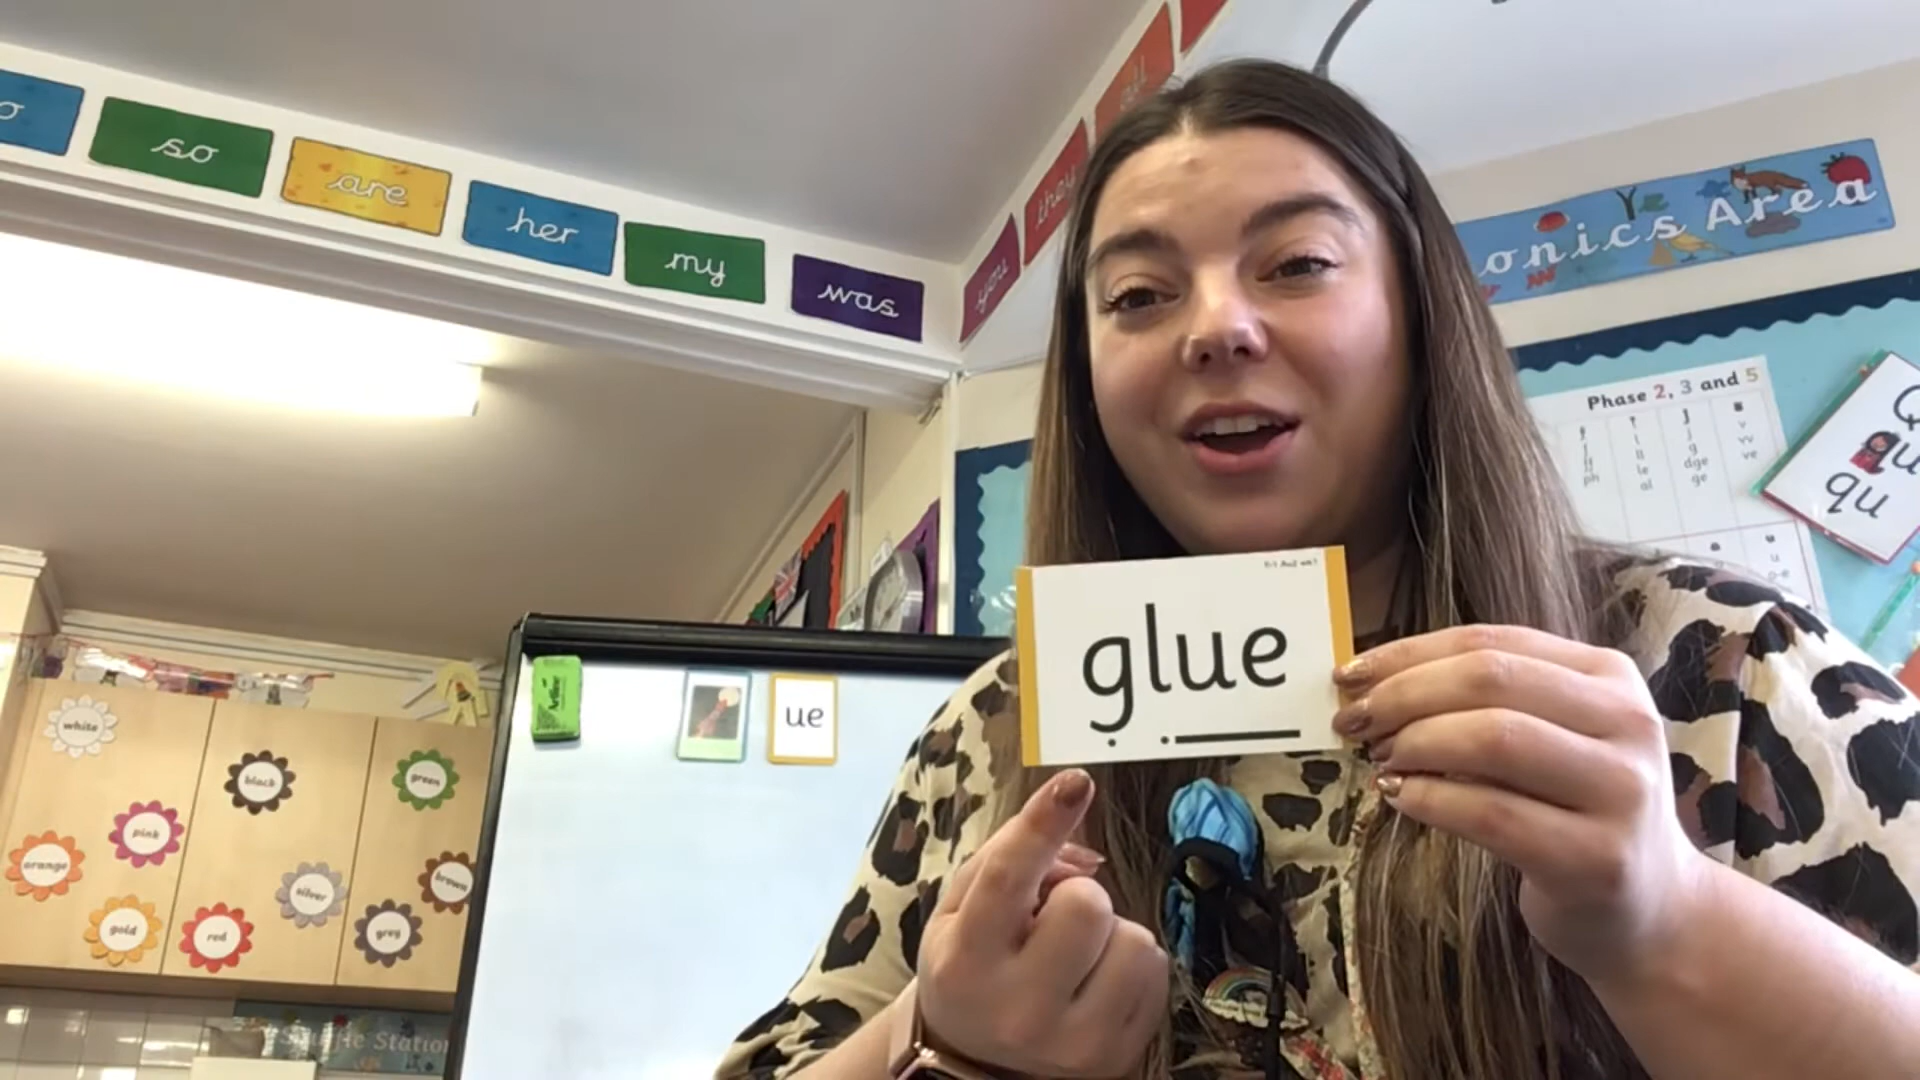 so
are
her
my
was
you
they
onics Area
Phase 2, 3 and 5
qu
glue
ue
white
black
green
pink
orange
silver
brown
gold
red
grey